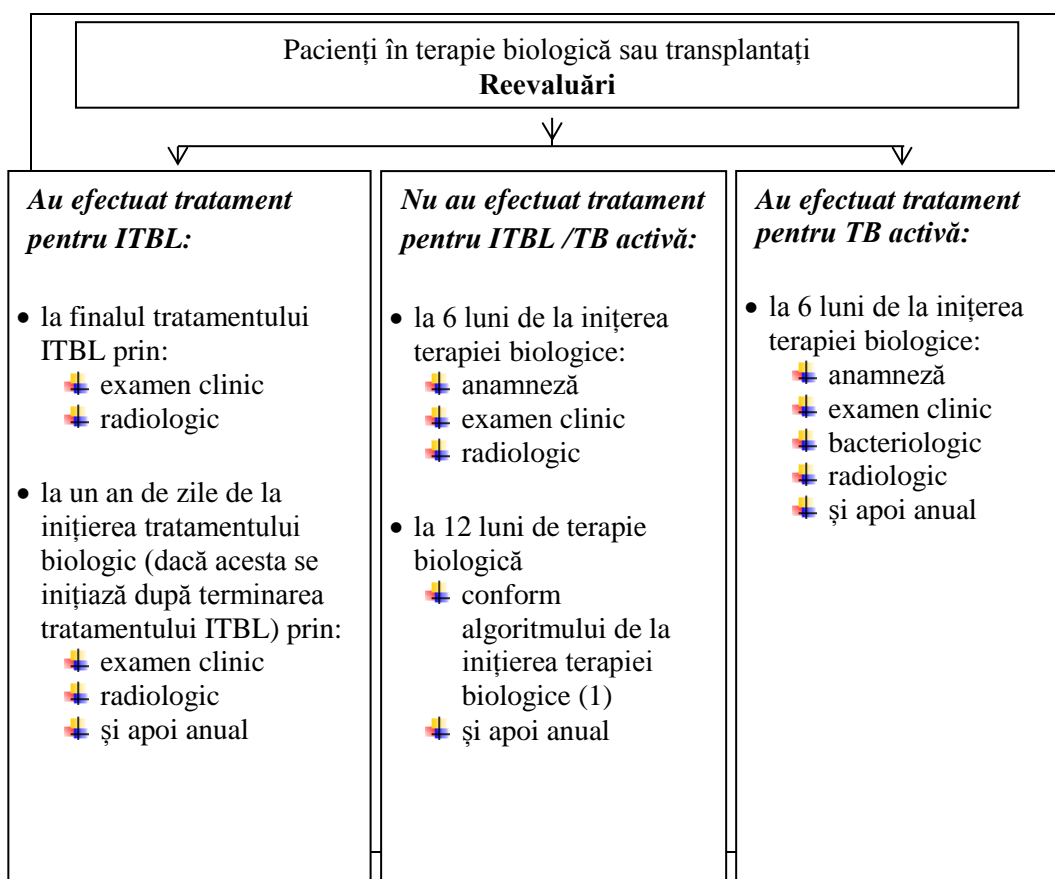 Pacienți în terapie biologică sau transplantați
Reevaluări
Au efectuat tratament
pentru ITBL:
• la finalul tratamentului
ITBL prin:
examen clinic
radiologic
• la un an de zile de la
inițierea tratamentului
biologic (dacă acesta se
inițiază după terminarea
tratamentului ITBL) prin:
examen clinic
radiologic
și apoi anual
Nu au efectuat tratament
pentru ITBL /TB activă:
• la 6 luni de la inițerea
terapiei biologice:
anamneză
examen clinic
radiologic
• la 12 luni de terapie
biologică
conform
algoritmului de la
inițierea terapiei
biologice (1)
și apoi anual
Au efectuat tratament
pentru TB activă:
• la 6 luni de la inițerea
terapiei biologice:
anamneză
examen clinic
bacteriologic
radiologic
și apoi anual